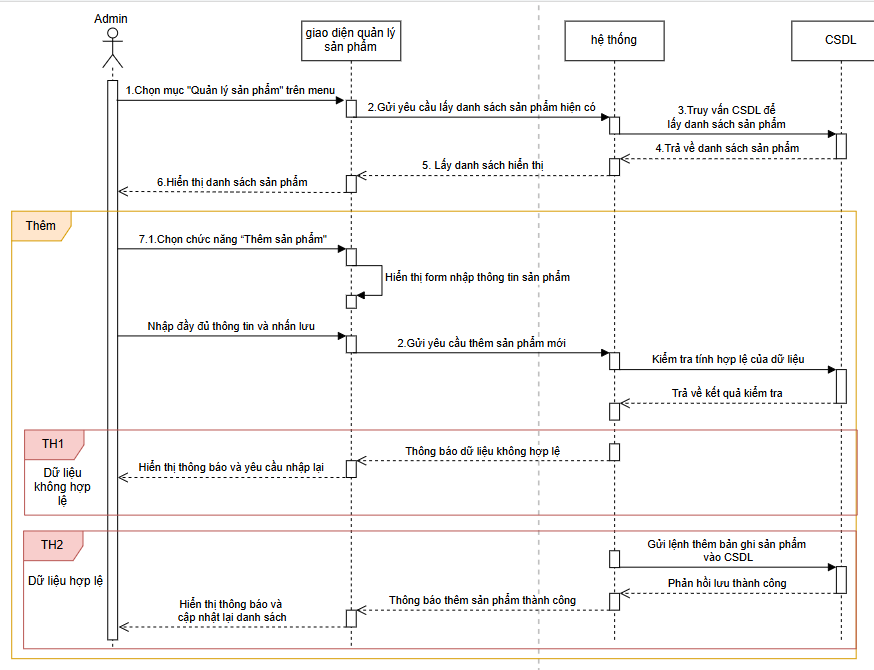 Admin
giao diện quản lý
sản phẩm
hệ thống
CSDL
1.Chọn mục "Quản lý sản phẩm" trên menu
2.Gửi yêu cầu lấy danh sách sản phẩm hiện có
3.Truy vấn CSDL để
lấy danh sách sản phẩm
4.Trả về danh sách sản phẩm
5. Lấy danh sách hiển thị
6.Hiển thị danh sách sản phẩm
Thêm
7.1.Chọn chức năng “Thêm sản phẩm”
Hiển thị form nhập thông tin sản phẩm
Nhập đầy đủ thông tin và nhấn lưu
2.Gửi yêu cầu thêm sản phẩm mới
Kiểm tra tính hợp lệ của dữ liệu
Trả về kết quả kiểm tra
TH1
Dữ liệu
không hợp
lệ
Thông báo dữ liệu không hợp lệ
Hiển thị thông báo và yêu cầu nhập lại
TH2
Dữ liệu hợp lệ
Gửi lệnh thêm bản ghi sản phẩm
vào CSDL
Phản hồi lưu thành công
Thông báo thêm sản phẩm thành công
Hiển thị thông báo và
cập nhật lại danh sách